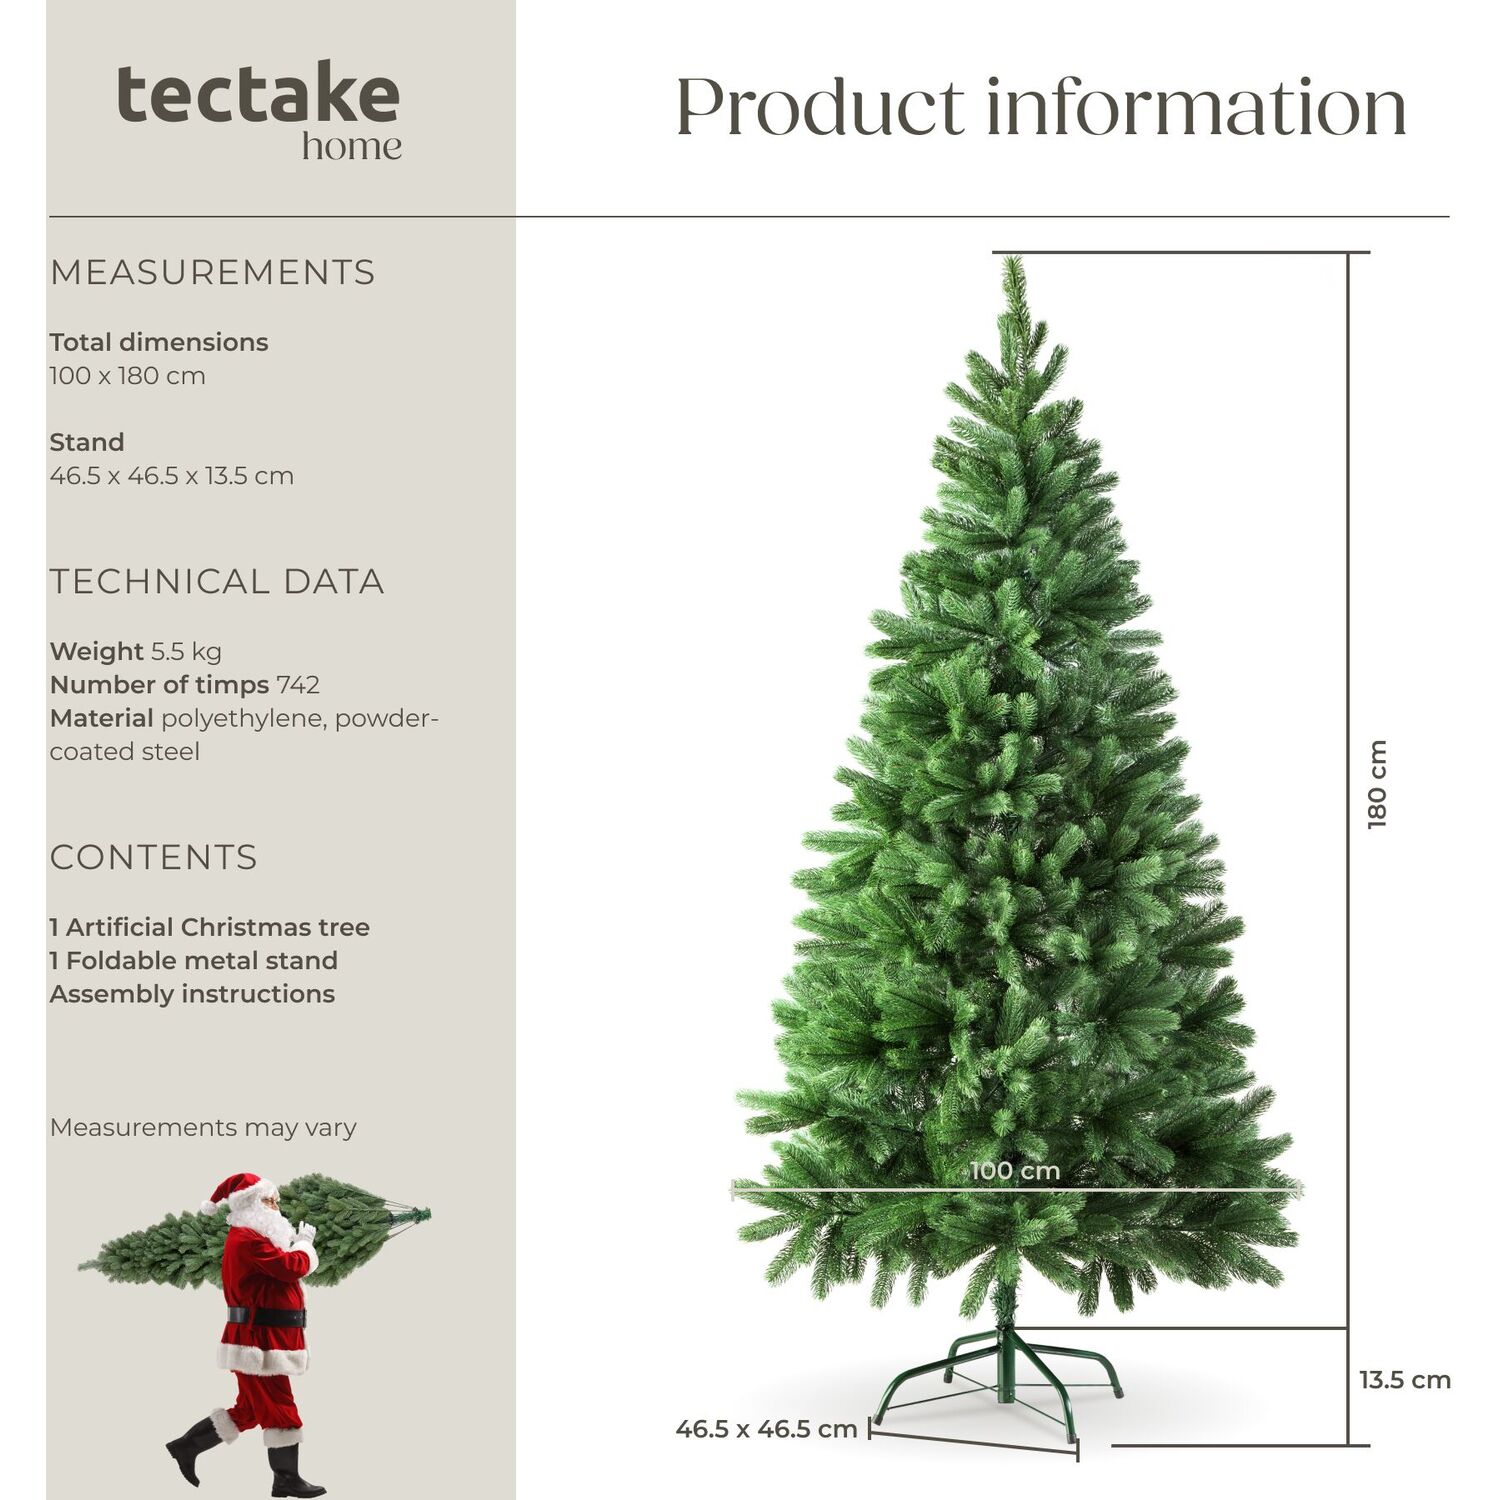 tectake
home
Product information
MEASUREMENTS
Total dimensions
100 x 180 cm
Stand
46.5 x 46.5 x 13.5 cm
TECHNICAL DATA
Weight 5.5 kg
Number of timps 742
Material polyethylene, powder-
coated steel
CONTENTS
1 Artificial Christmas tree
1 Foldable metal stand
Assembly instructions
Measurements may vary
180 cm
100 cm
13.5 cm
46.5 x 46.5 cm